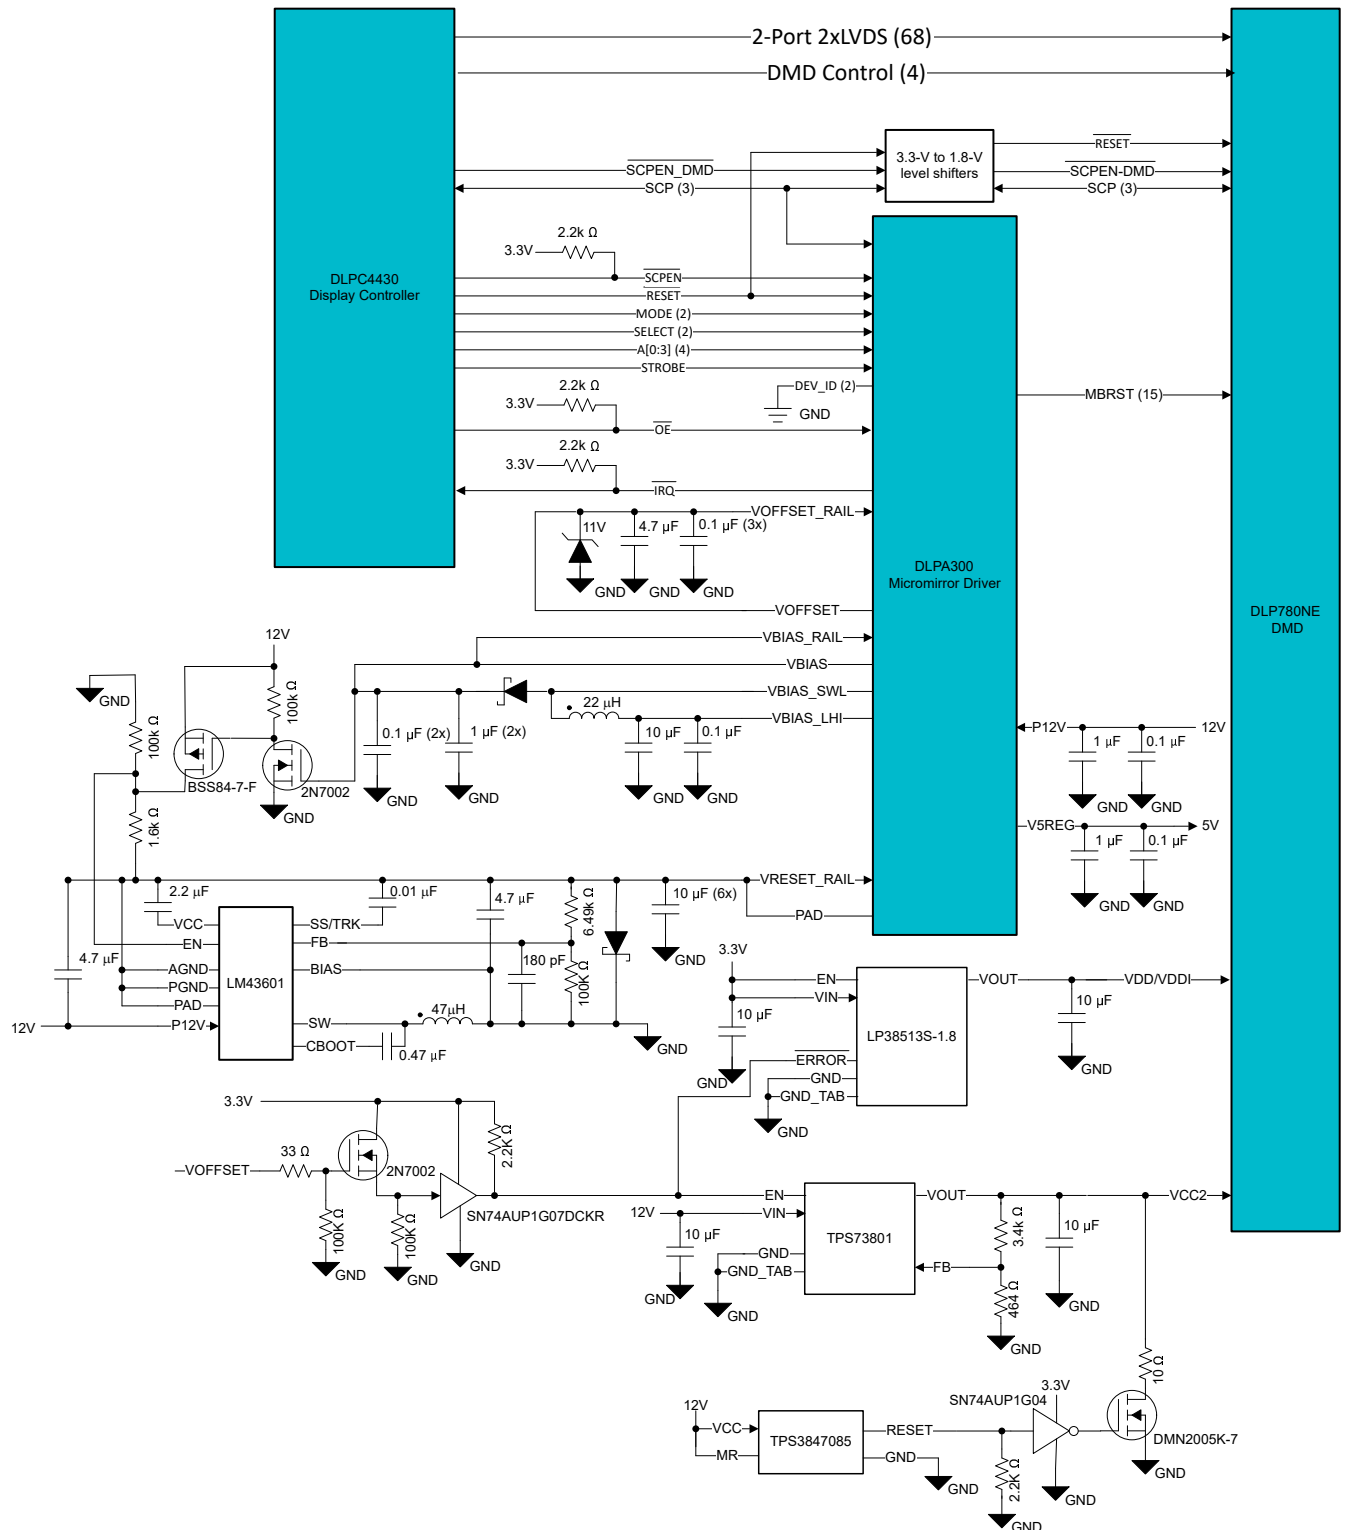 2-Port 2xLVDS (68)
DMD Control (4)
3.3-V to 1.8-V
level shifters
RESET
SCPEN_DMD
SCP (3)
SCPEN-DMD
SCP (3)
DLPC4430
Display Controller
2.2k Ω
3.3V
SCPEN
RESET
MODE (2)
SELECT (2)
A[0:3] (4)
STROBE
DEV_ID (2)
GND
2.2k Ω
3.3V
OE
2.2k Ω
3.3V
IRQ
MBRST (15)
VOFFSET_RAIL
11V
4.7 µF
0.1 µF (3x)
GND
GND
GND
DLPA300
Micromirror Driver
DLP780NE
DMD
VOFFSET
12V
VBIAS_RAIL
VBIAS
GND
100k Ω
100k Ω
VBIAS_SWL
22 µH
VBIAS_LHI
0.1 µF (2x)
1 µF (2x)
10 µF
0.1 µF
BSS84-7-F
2N7002
GND
GND
GND
GND
GND
P12V
12V
1 µF
0.1 µF
GND
GND
1.6k Ω
V5REG
5V
1 µF
0.1 µF
GND
GND
2.2 µF
0.01 µF
4.7 µF
6.49k Ω
10 µF (6x)
VRESET_RAIL
PAD
VCC
SS/TRK
EN
FB
4.7 µF
AGND
LM43601
BIAS
180 pF
100K Ω
GND
PGND
PAD
12V
P12V
SW
47µH
CBOOT
0.47 µF
GND
3.3V
EN
VIN
10 µF
GND
ERROR
GND
GND_TAB
GND
LP38513S-1.8
VOUT
VDD/VDDI
10 µF
GND
3.3V
33 Ω
VOFFSET
2N7002
2.2K Ω
100K Ω
100K Ω
SN74AUP1G07DCKR
GND
GND
GND
EN
12V
VIN
10 µF
GND
GND
GND_TAB
GND
TPS73801
VOUT
VCC2
3.4k Ω
10 µF
FB
464 Ω
GND
GND
10 Ω
SN74AUP1G04
3.3V
12V
VCC
MR
TPS3847085
RESET
GND
GND
2.2K Ω
GND
GND
DMN2005K-7
GND